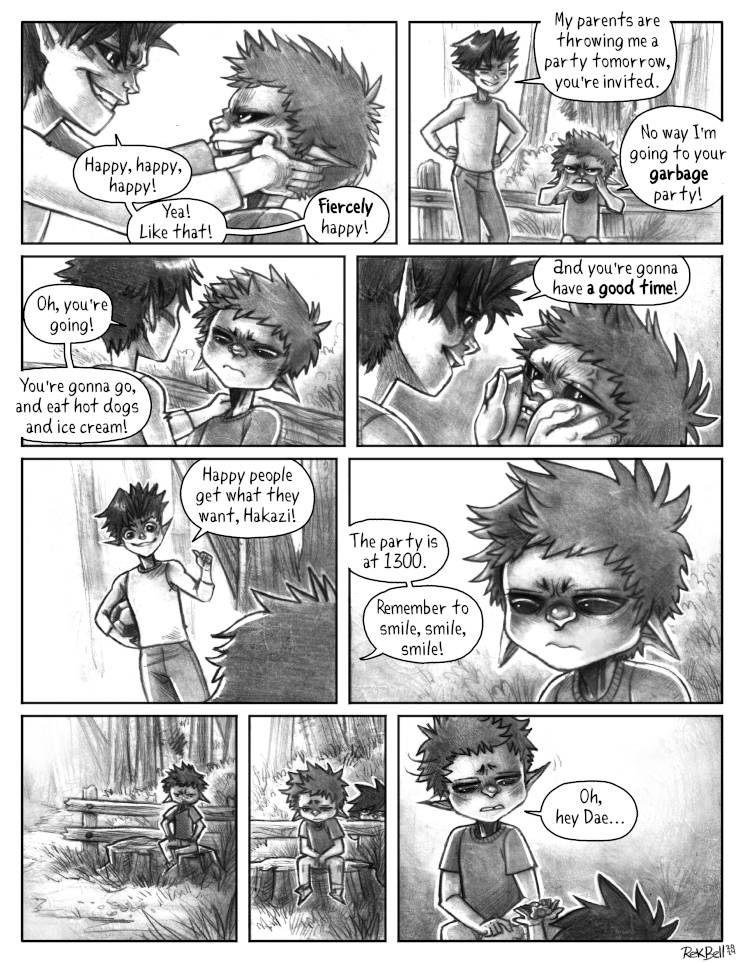 Happy, happy,
happy!
Yea!
Like that!
Fiercely
happy!
My parents are
throwing me a
party tomorrow,
you're invited.
No way I'm
going to your
garbage
party!
Oh, you're
going!
You're gonna go,
and eat hot dogs
and ice cream!
and you're gonna
have a good time!
Happy people
get what they
want, Hakazi!
The party is
at 1300.
Remember to
smile, smile,
smile!
Oh,
hey Dae...
RekBell 2024